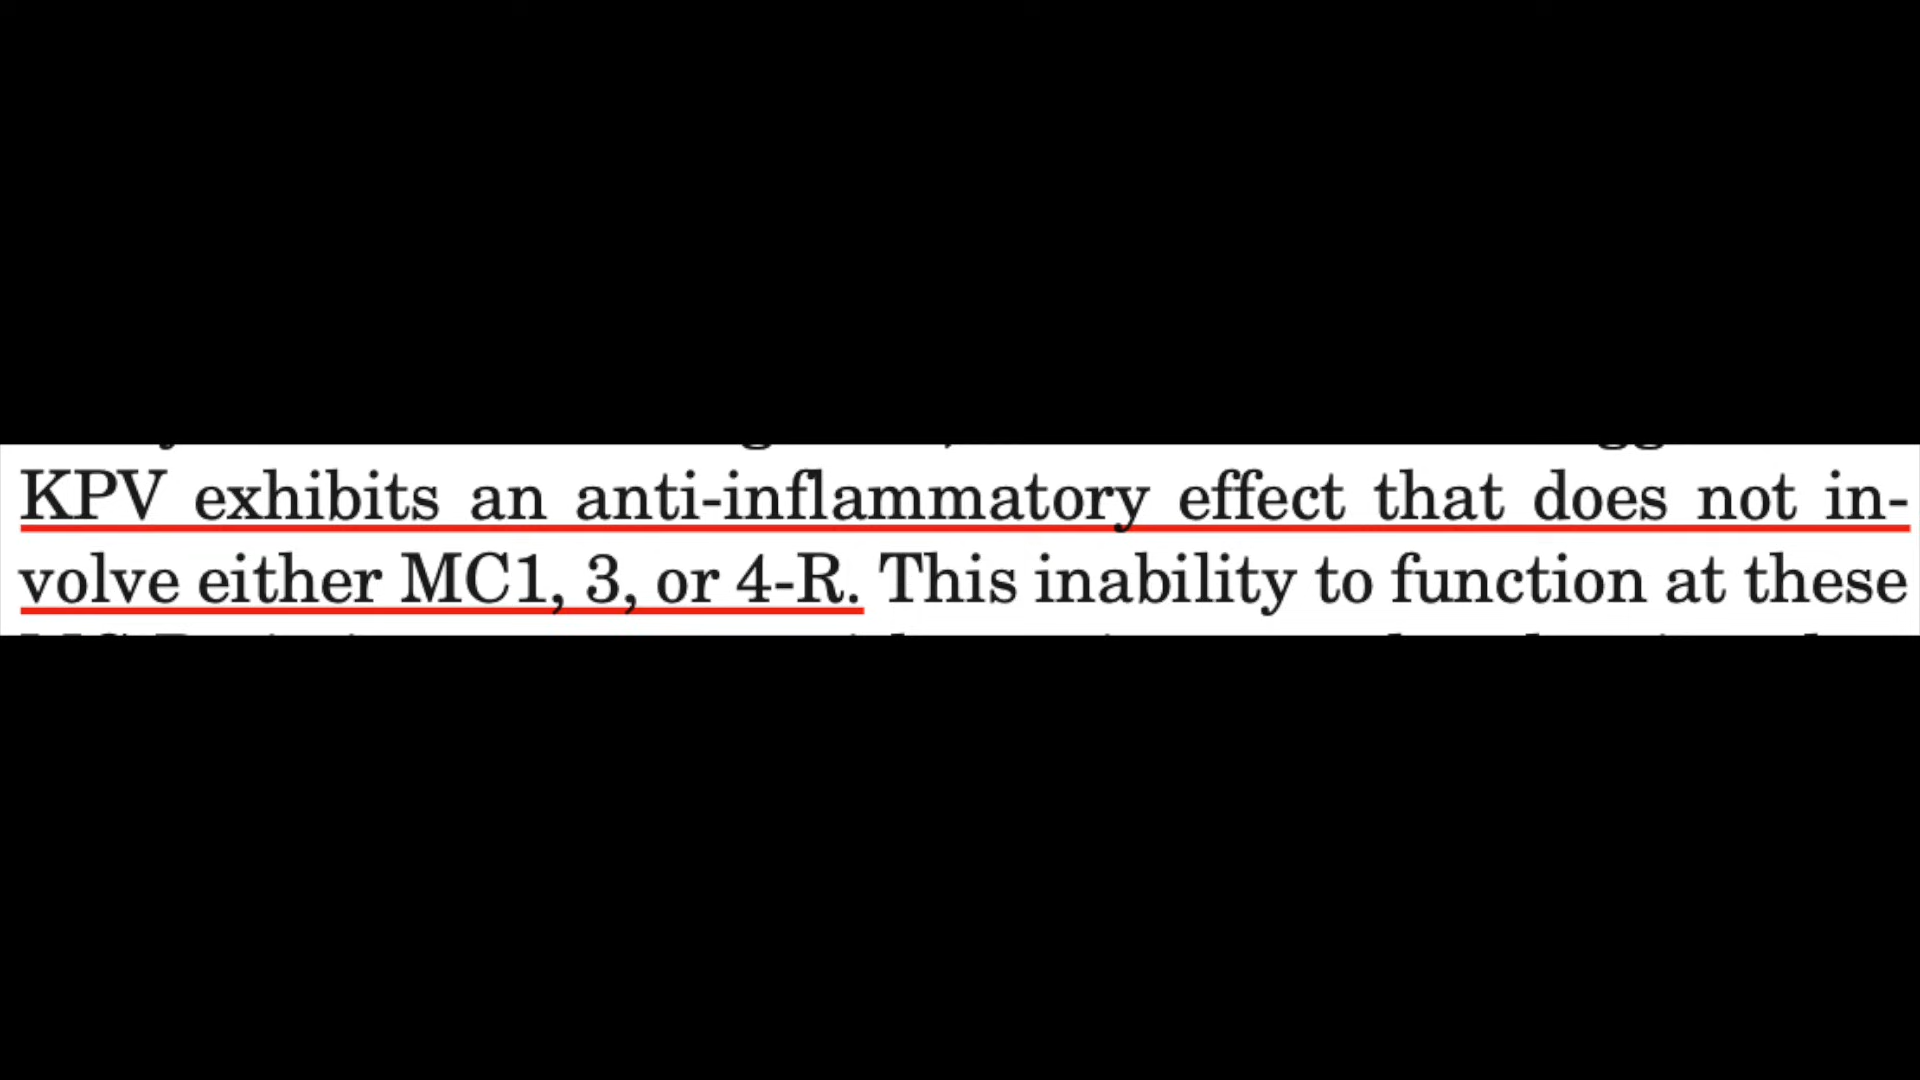 KPV exhibits an anti-inflammatory effect that does not in-
volve either MC1, 3, or 4-R. This inability to function at these